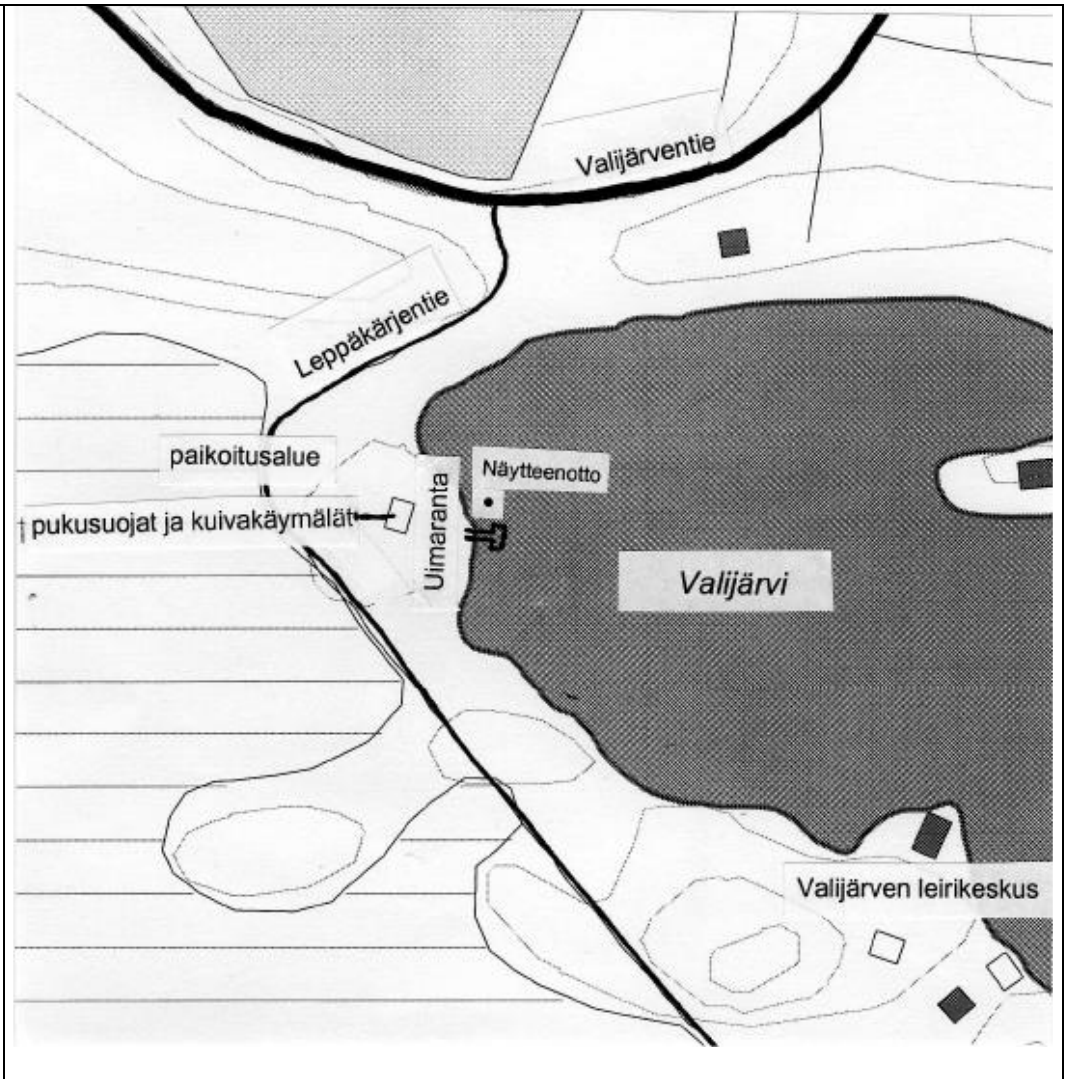 Valijärventie
Leppäkärjentie
paikoitusalue
Näytteenotto
pukusuojat ja kuivakäymälät
Uimaranta
Valijärvi
Valijärven leirikeskus